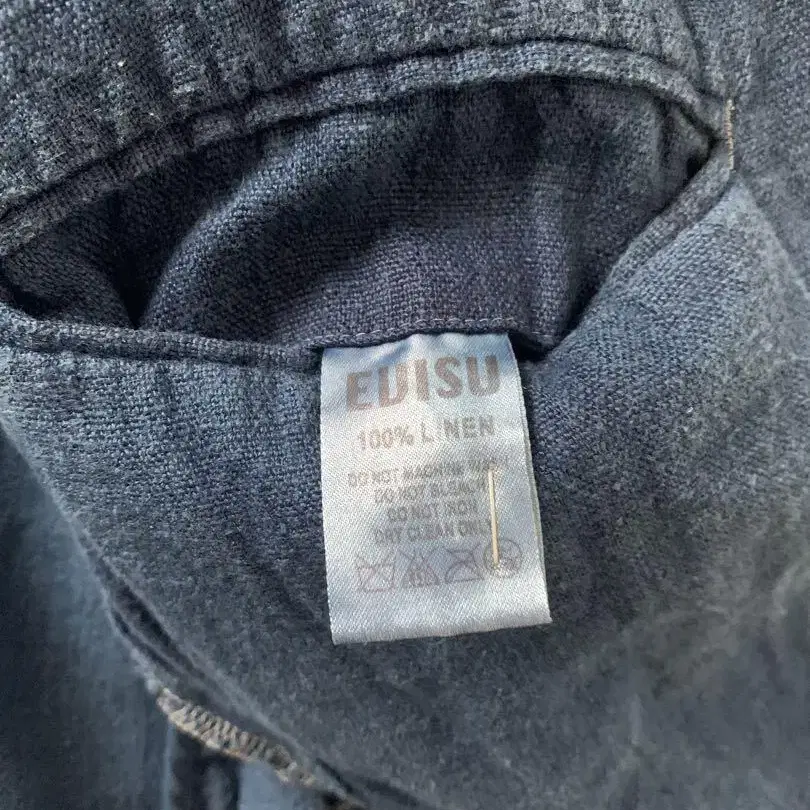 EVISU
100% LINEN
DO NOT MACHINE WASH
DO NOT BLEACH
DO NOT IRON
DRY CLEAN ONLY